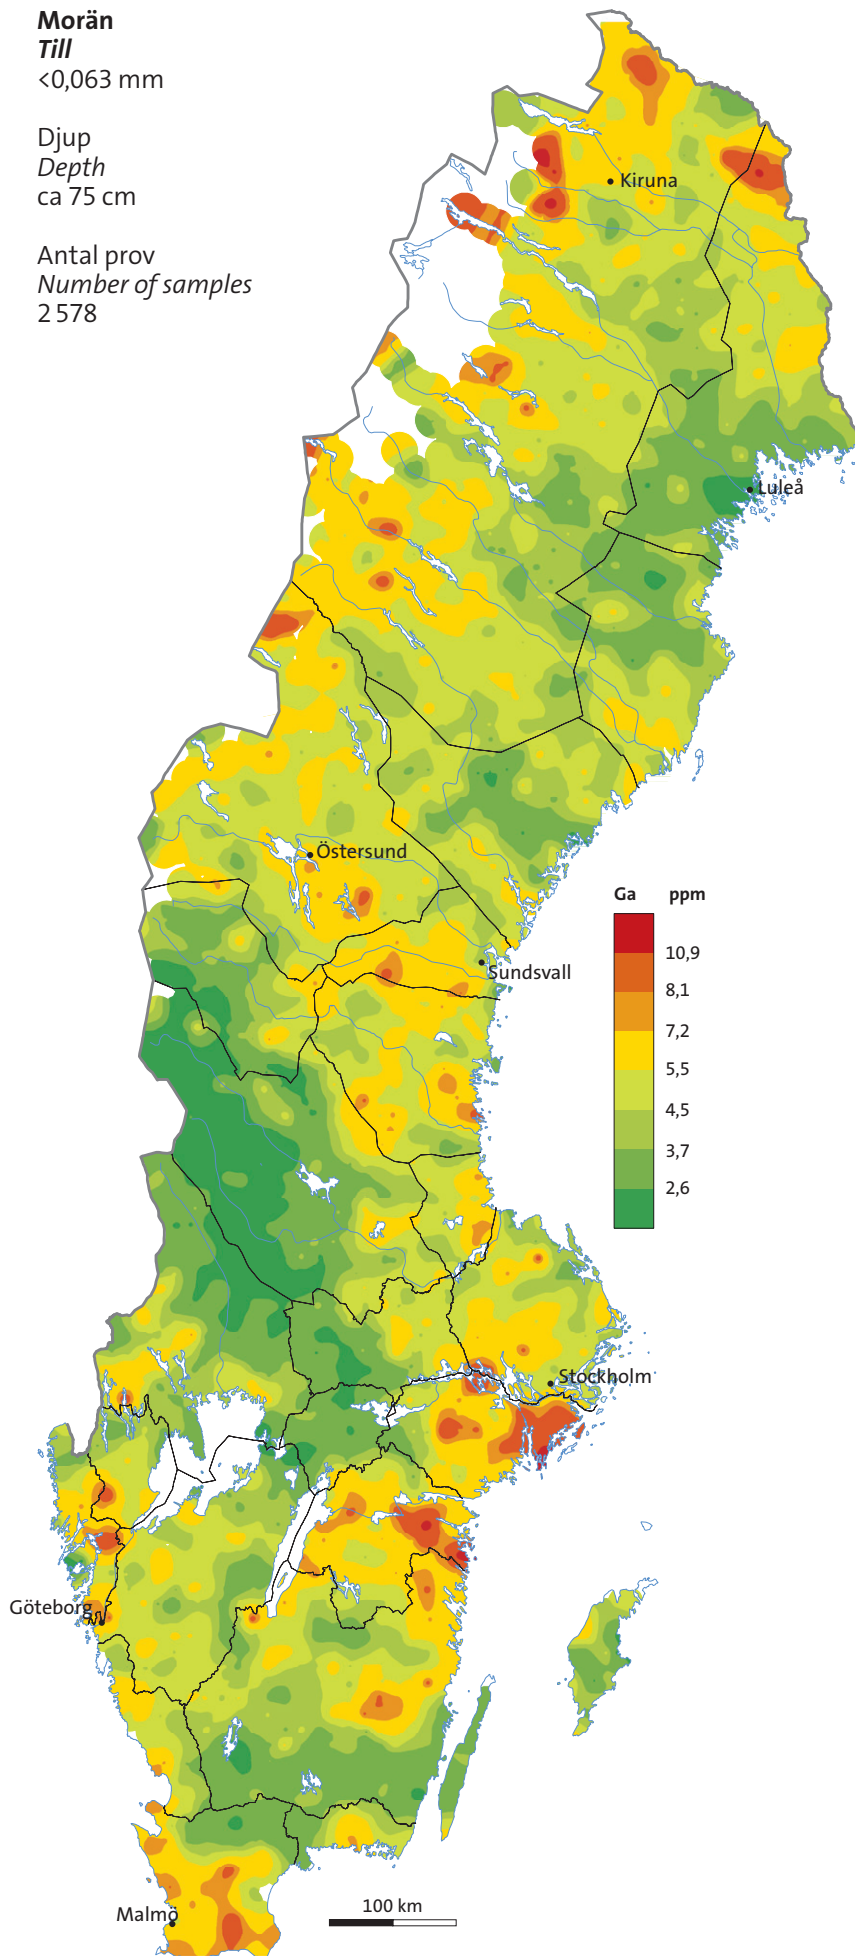 Morän
Till
<0,063 mm
Djup
Depth
ca 75 cm
Antal prov
Number of samples
2 578
Kiruna
Luleå
Östersund
Ga ppm
10,9
8,1
7,2
5,5
4,5
3,7
2,6
Sundsvall
Stockholm
Göteborg
Malmö
100 km